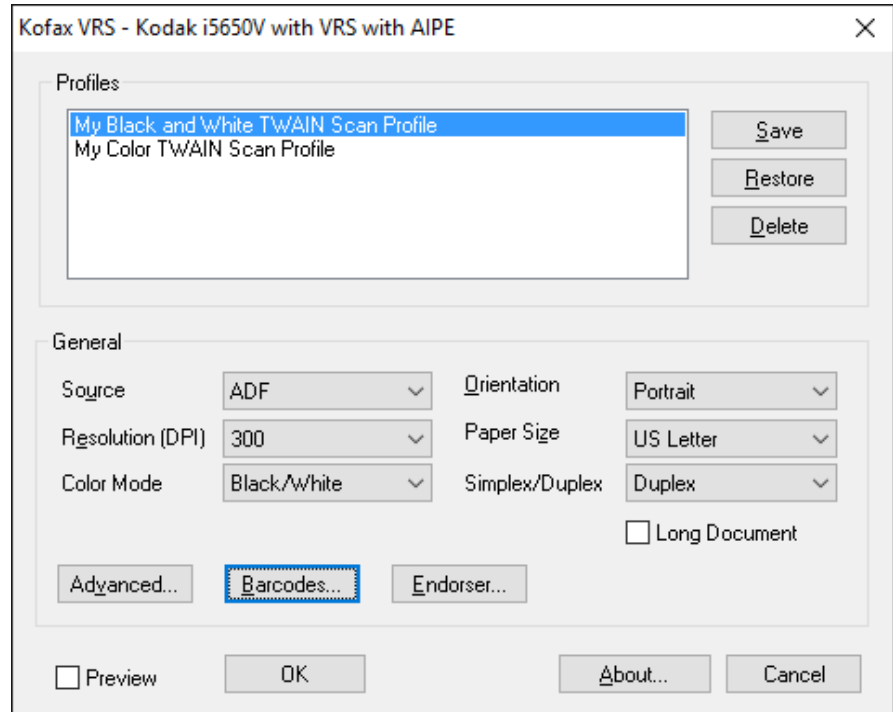 Kofax VRS - Kodak i5650V with VRS with AIPE
Profiles
My Black and White TWAIN Scan Profile
My Color TWAIN Scan Profile
Save
Restore
Delete
General
Source ADF Orientation Portrait
Resolution (DPI) 300 Paper Size US Letter
Color Mode Black/White Simplex/Duplex Duplex
Long Document
Advanced... Barcodes... Endorser...
Preview OK About... Cancel